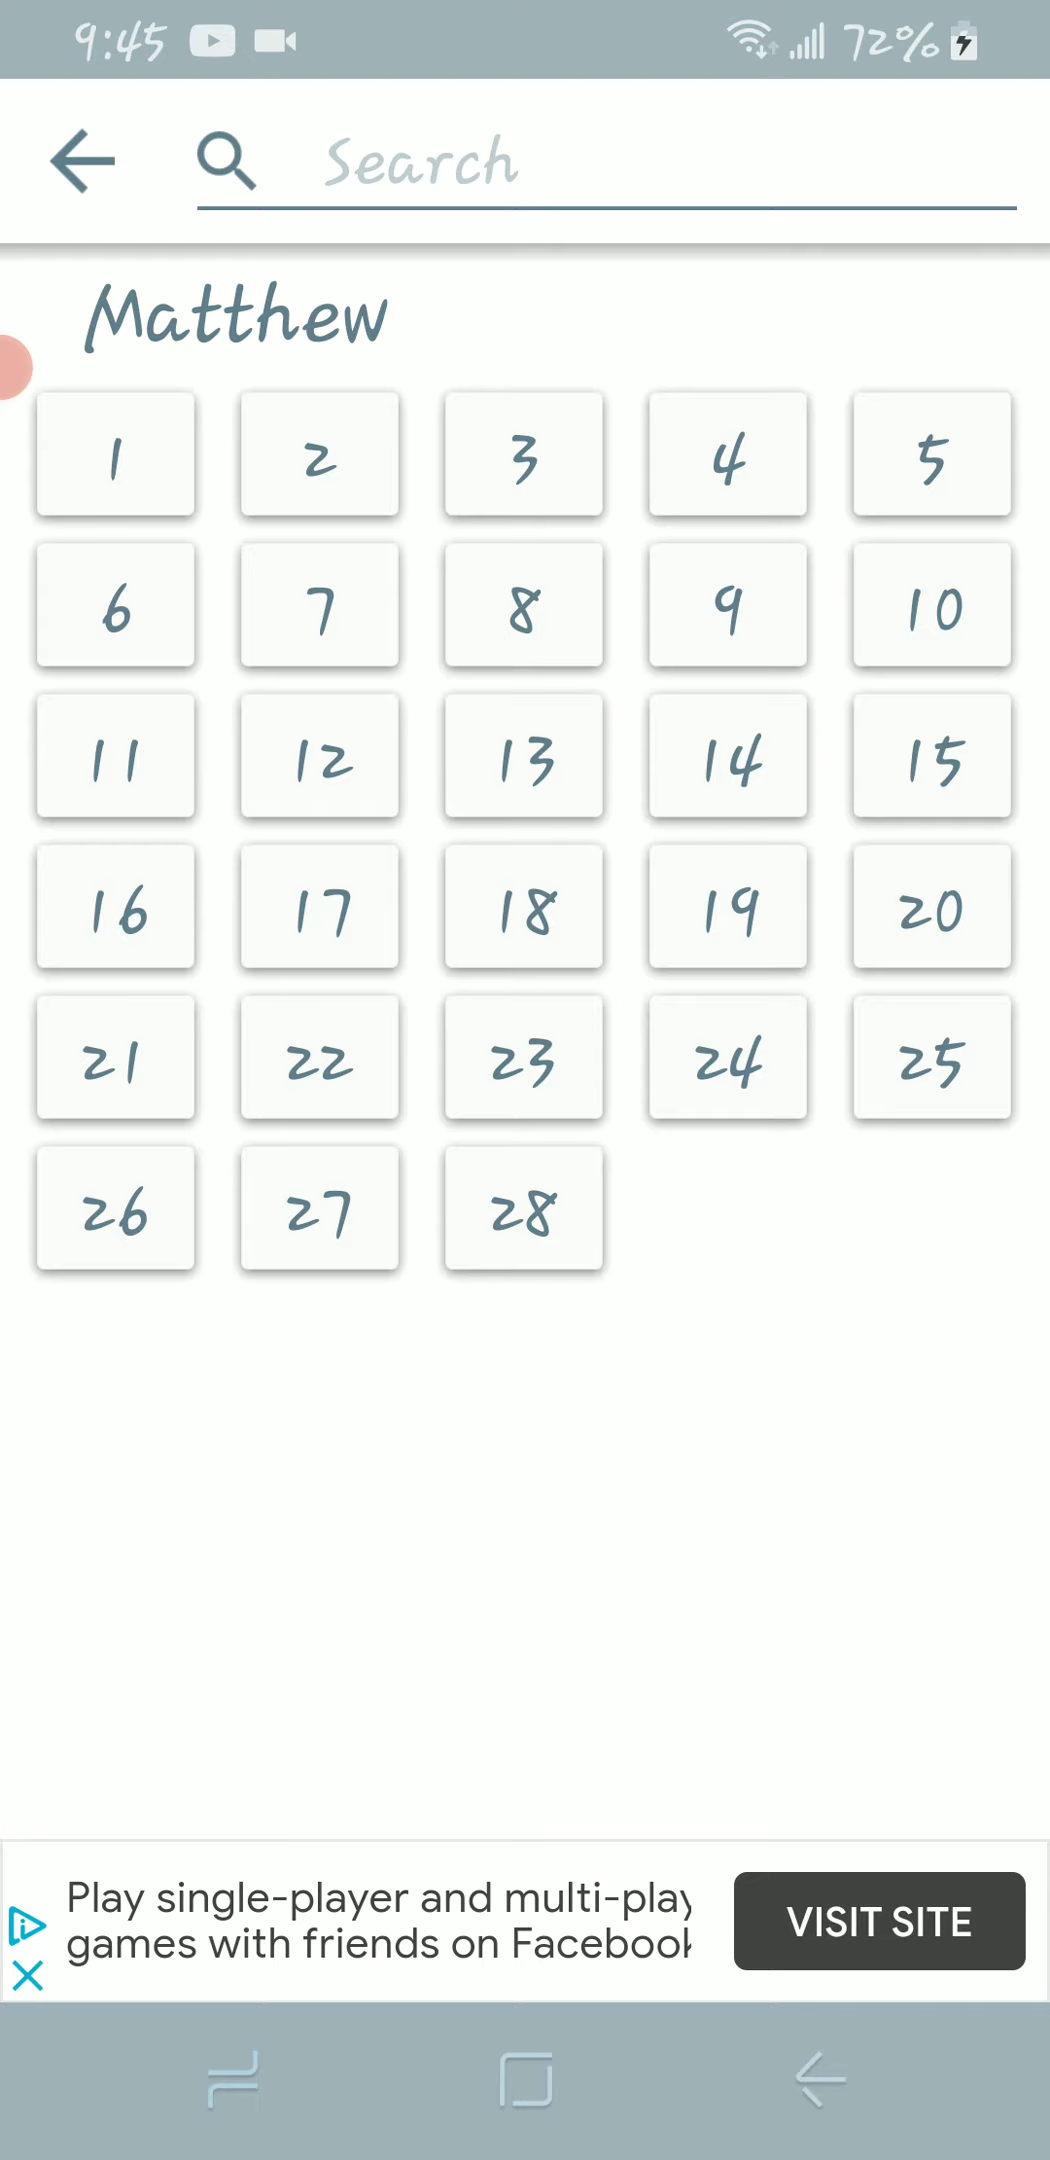 9:45 72%
Search
Matthew
1 2 3 4 5
6 7 8 9 10
11 12 13 14 15
16 17 18 19 20
21 22 23 24 25
26 27 28
Play single-player and multi-play
games with friends on Facebook
VISIT SITE